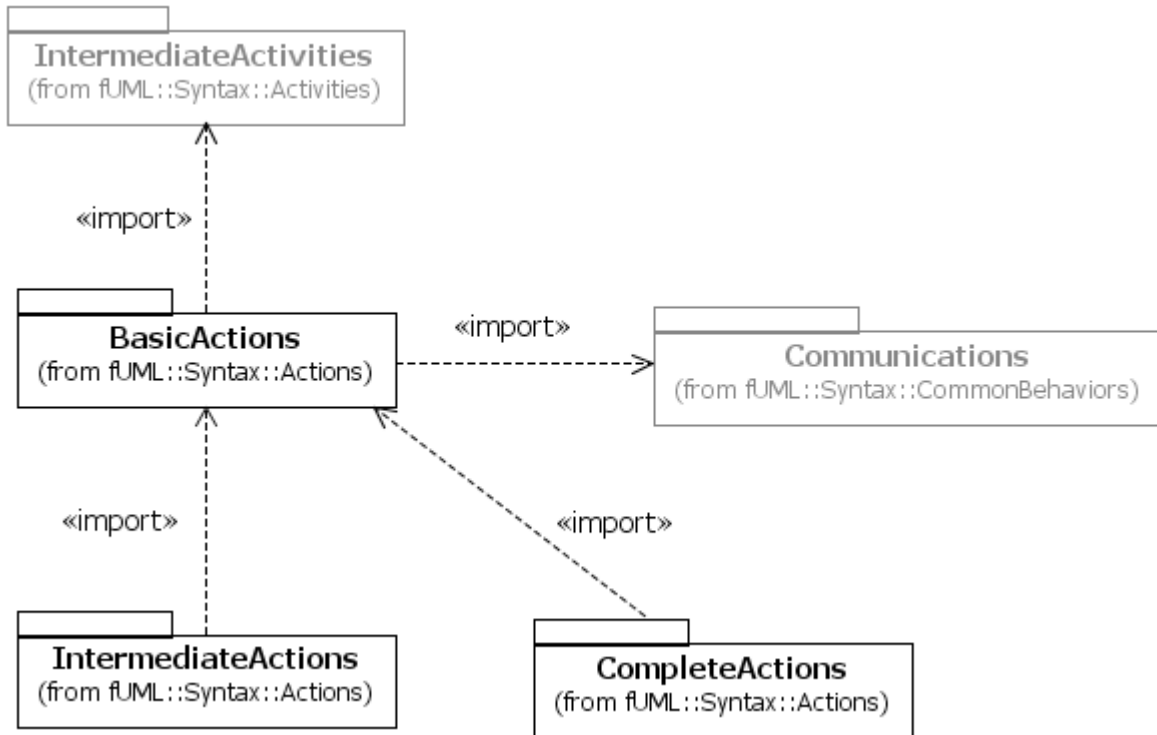 IntermediateActivities
(from fUML::Syntax::Activities)
«import»
BasicActions
(from fUML::Syntax::Actions)
«import»
Communications
(from fUML::Syntax::CommonBehaviors)
«import»
«import»
IntermediateActions
(from fUML::Syntax::Actions)
CompleteActions
(from fUML::Syntax::Actions)